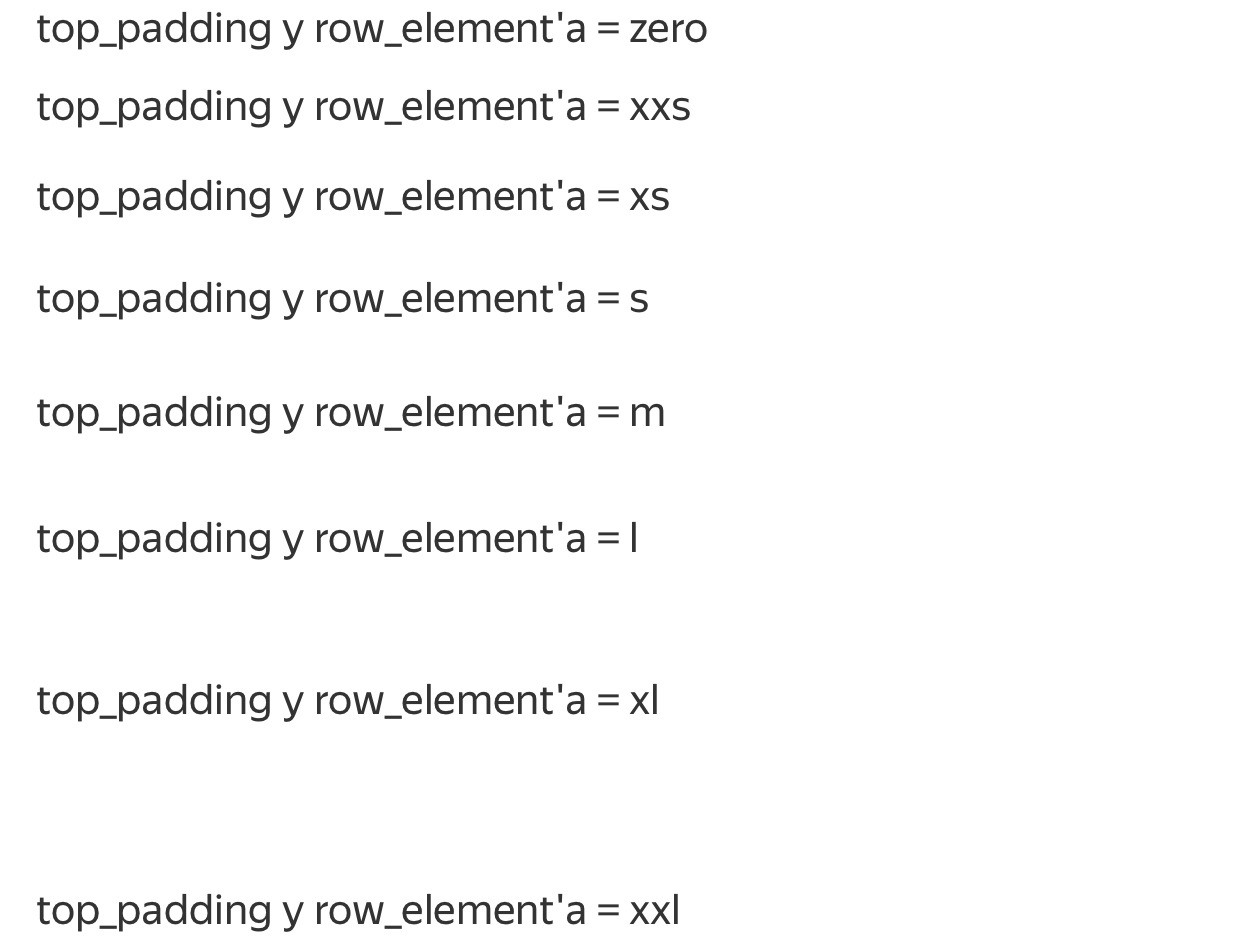 top_padding у row_element'a = zero
top_padding у row_element'a = xxs
top_padding у row_element'a = xs
top_padding у row_element'a = s
top_padding у row_element'a = m
top_padding у row_element'a = l
top_padding у row_element'a = xl
top_padding у row_element'a = xxl